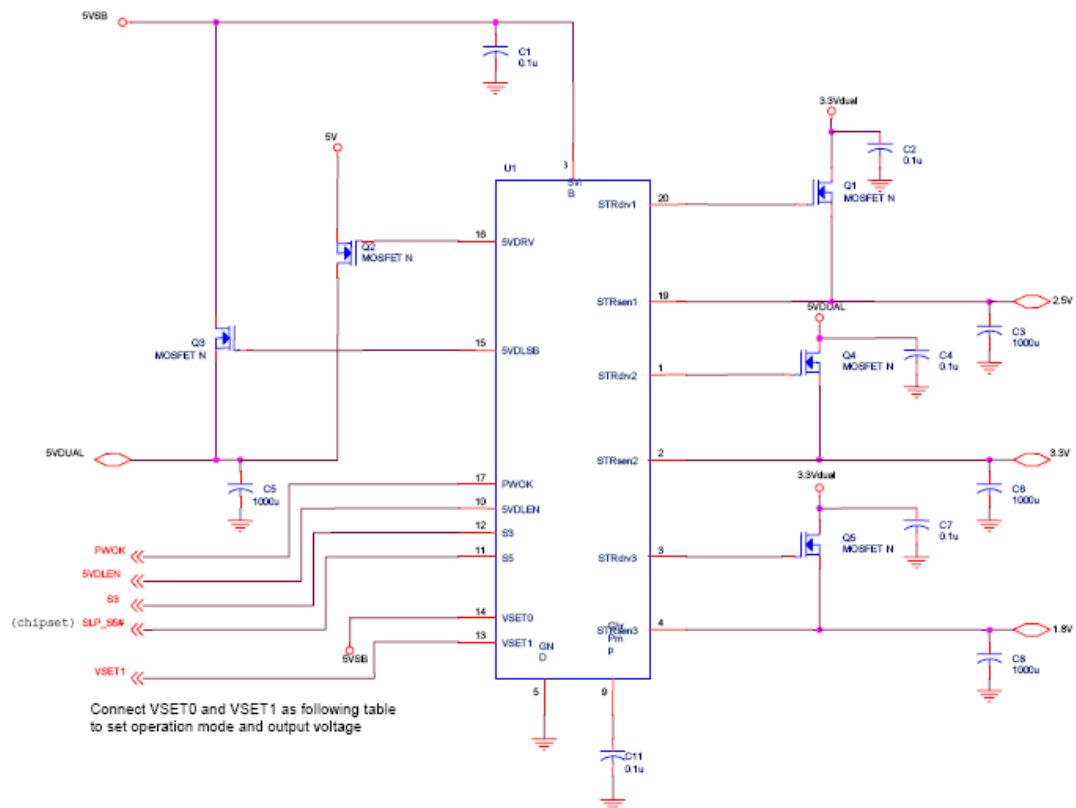 5VSB
C1
0.1u
3.3Vdual
C2
0.1u
5V
U1
5VSB
Q1
MOSFET N
20
STRdrv1
16
5VDRV
Q2
MOSFET N
19
STRsen1
2.5V
5VDUAL
C3
1000u
Q3
MOSFET N
15
5VDLSB
Q4
MOSFET N
C4
0.1u
1
STRdrv2
5VDUAL
2
STRsen2
3.3V
C5
1000u
17
PWOK
3.3Vdual
C6
1000u
10
5VDLEN
12
S3
C7
0.1u
Q5
MOSFET N
PWOK
11
S5
3
STRdrv3
5VDLEN
S3
(chipset) SLP_S5#
14
VSET0
Chr
Pm
p
4
STRsen3
1.8V
13
VSET1
5VSB
GN
D
VSET1
C8
1000u
5
9
Connect VSET0 and VSET1 as following table
to set operation mode and output voltage
C11
0.1u